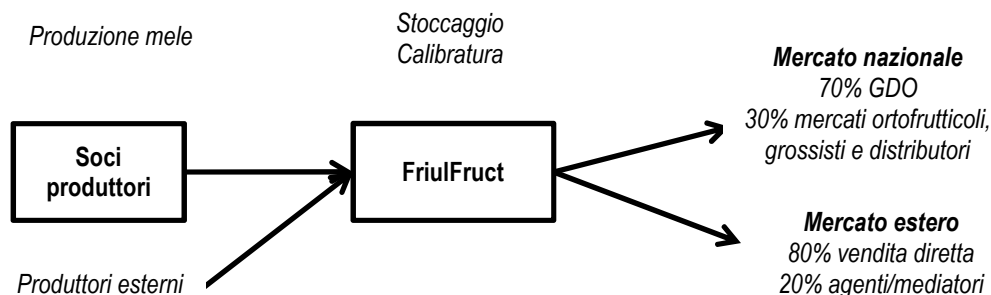 Produzione mele
Stoccaggio
Calibratura
Soci
produttori
FriulFruct
Mercato nazionale
70% GDO
30% mercati ortofrutticoli,
grossisti e distributori
Mercato estero
80% vendita diretta
20% agenti/mediatori
Produttori esterni